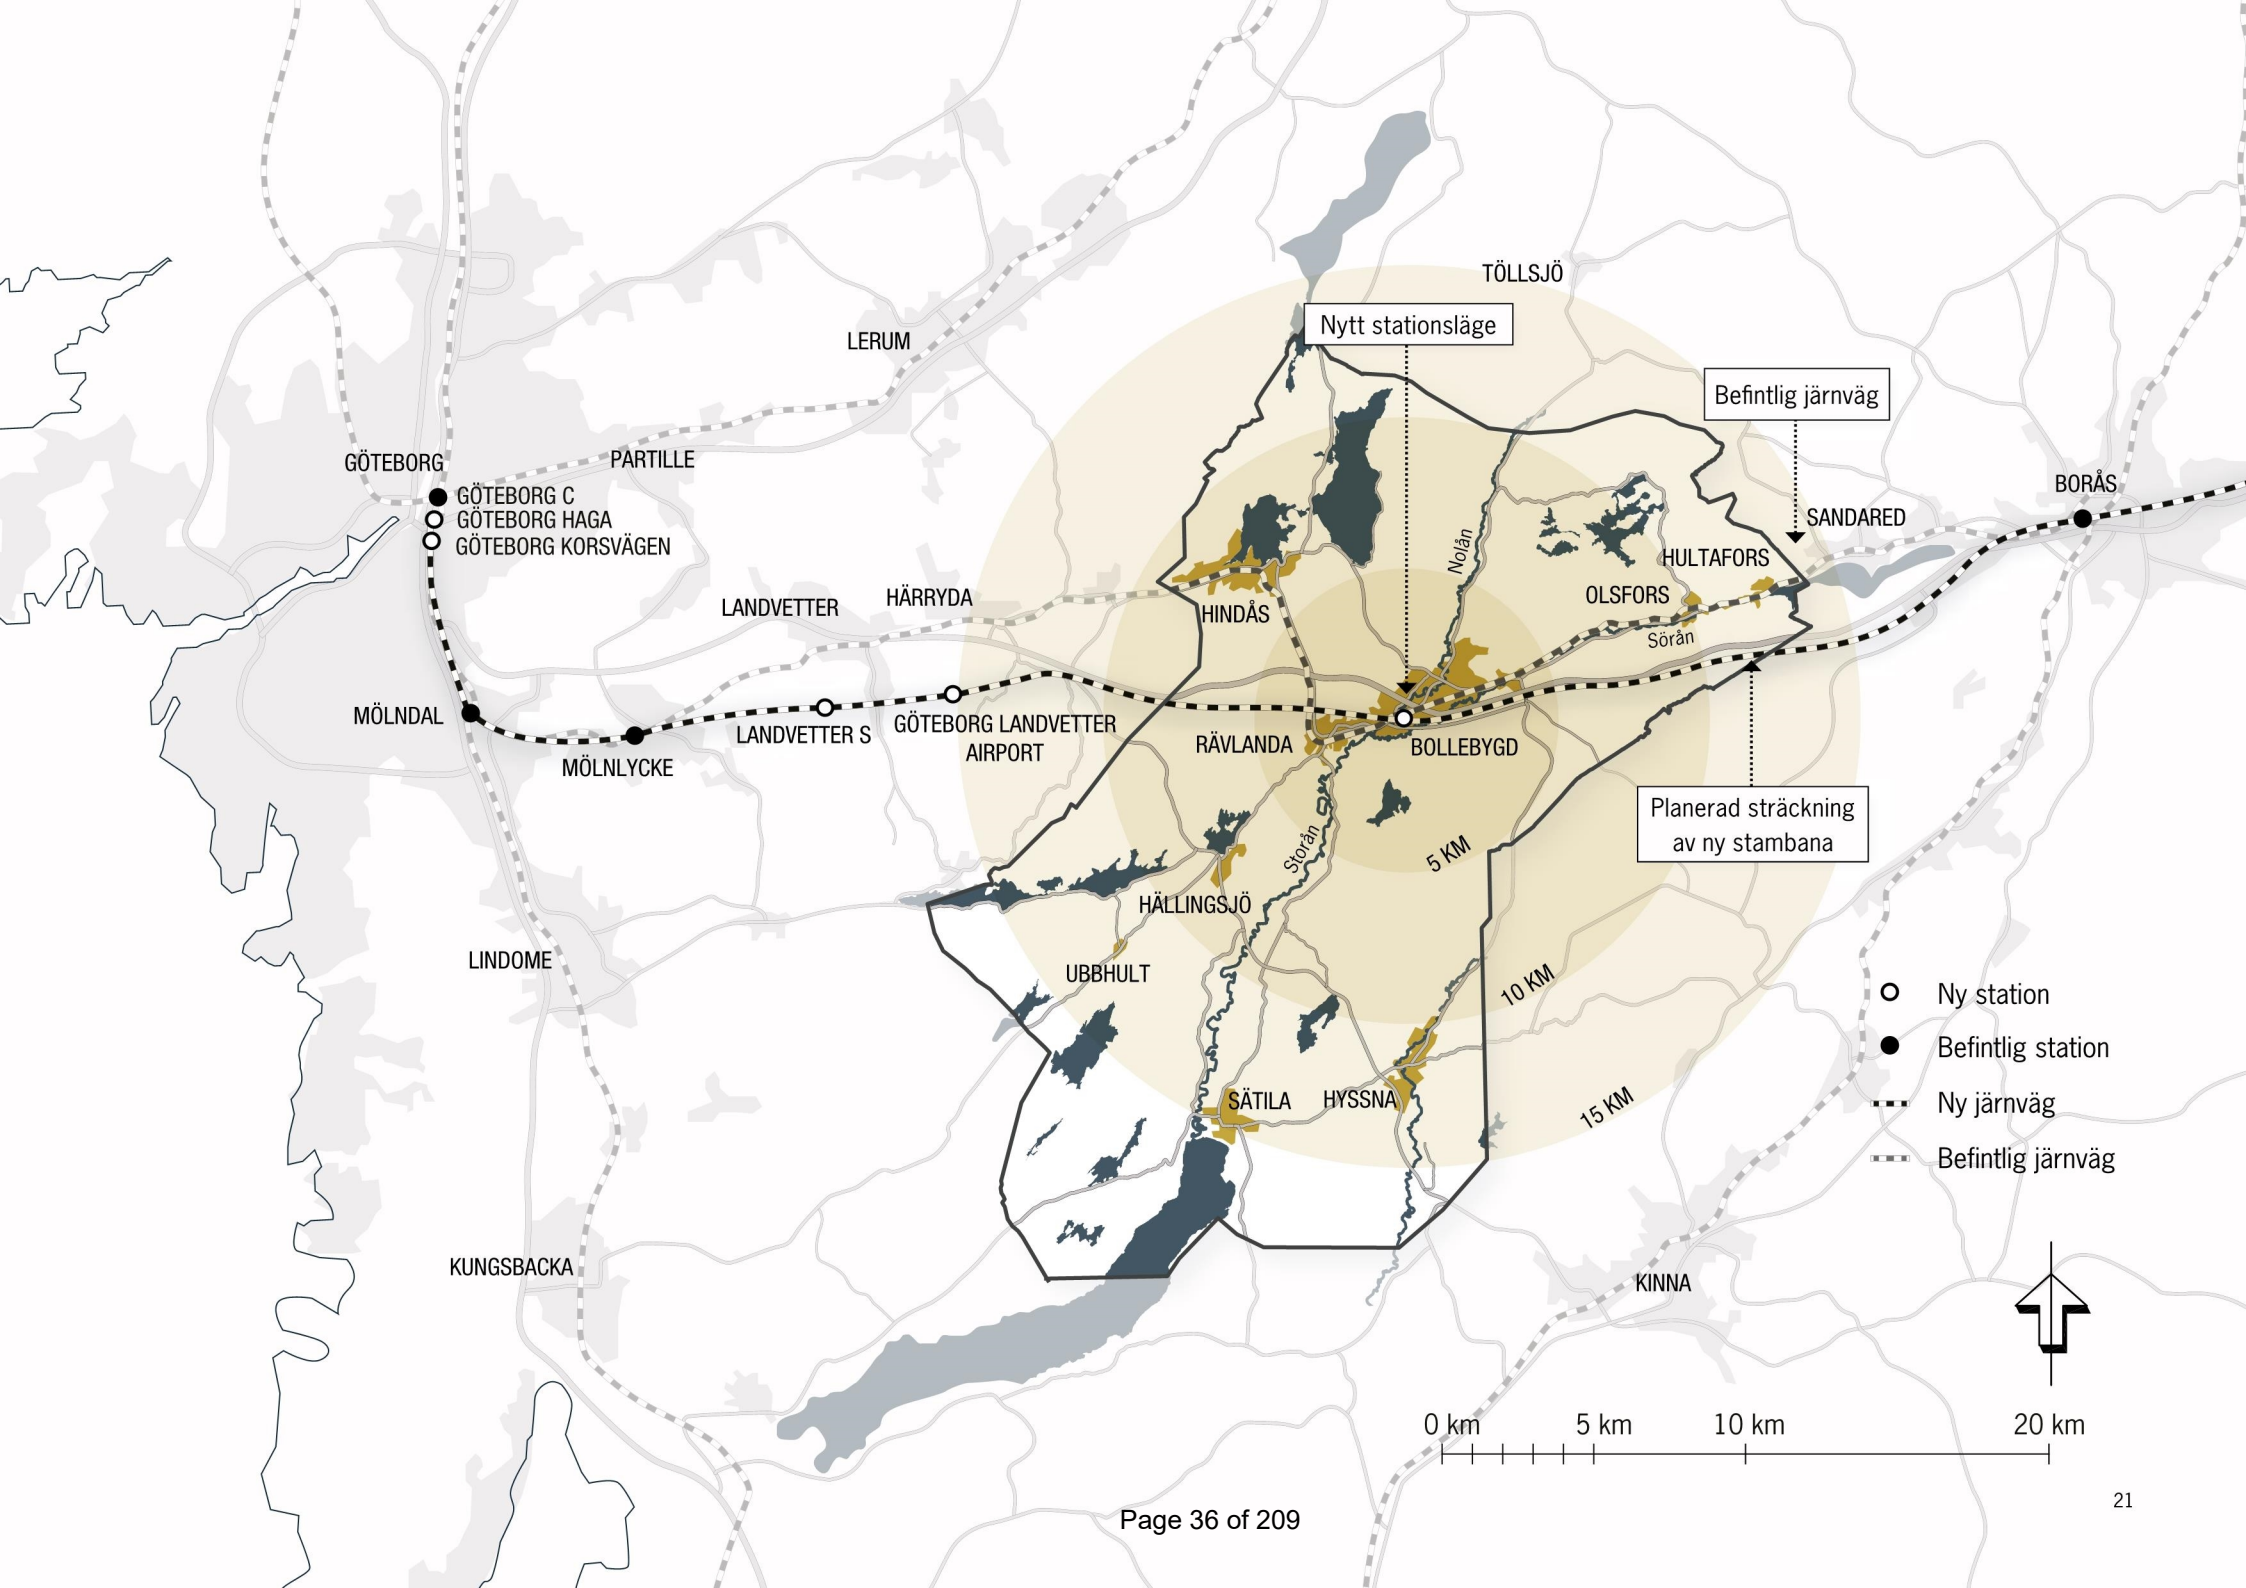 TÖLLSJÖ
Nytt stationsläge
LERUM
Befintlig järnväg
GÖTEBORG
PARTILLE
BORÅS
GÖTEBORG C
GÖTEBORG HAGA
GÖTEBORG KORSVÄGEN
SANDARED
Nolån
HULTAFORS
OLSFORS
LANDVETTER
HÄRRYDA
HINDÅS
Sörån
MÖLNDAL
LANDVETTER S
GÖTEBORG LANDVETTER
AIRPORT
RÄVLANDA
BOLLEBYGD
MÖLNLYCKE
Planerad sträckning
av ny stambana
Storån
5 KM
HÄLLINGSJÖ
LINDOME
UBBHULT
10 KM
Ny station
Befintlig station
SÄTILA
HYSSNA
15 KM
Ny järnväg
Befintlig järnväg
KUNGSBACKA
KINNA
0 km
5 km
10 km
20 km
21
Page 36 of 209